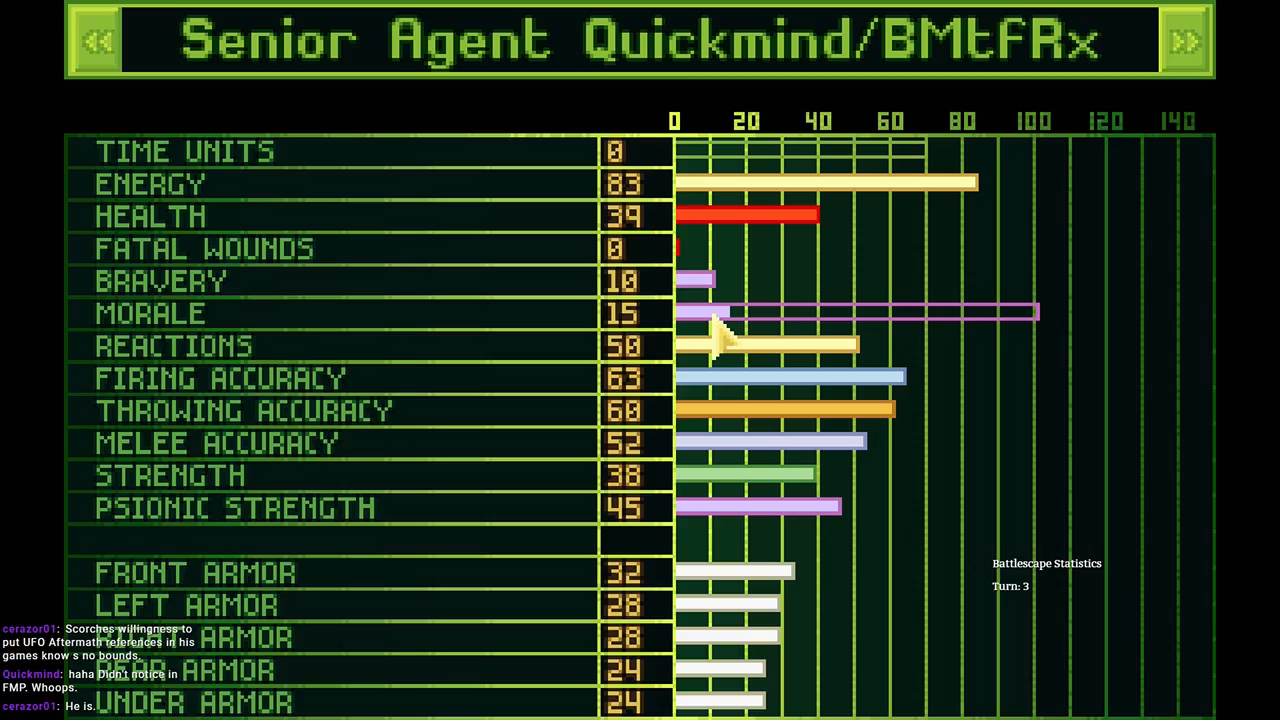 Senior Agent Quickmind/BMtFRx
0 20 40 60 80 100 120 140
TIME UNITS 0
ENERGY 83
HEALTH 39
FATAL WOUNDS 0
BRAVERY 10
MORALE 15
REACTIONS 50
FIRING ACCURACY 63
THROWING ACCURACY 60
MELEE ACCURACY 52
STRENGTH 38
PSIONIC STRENGTH 45
Battlescape Statistics
FRONT ARMOR 32
Turn: 3
LEFT ARMOR 28
cerazor01: Scorches willingness to
put UFO Aftermath references in his
ARMOR 28
games know s no bounds.
REAR ARMOR 24
Quickmind: haha Didn't notice in
FMP. Whoops.
UNDER ARMOR 24
cerazor01: He is.